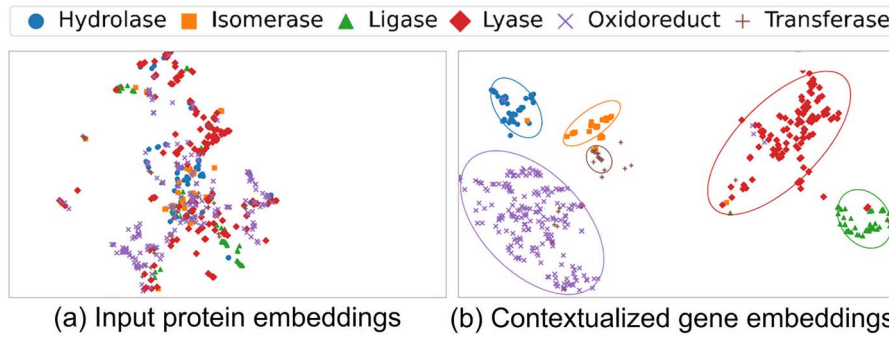 Hydrolase Isomerase Ligase Lyase Oxidoreduct Transferase
(a) Input protein embeddings (b) Contextualized gene embeddings